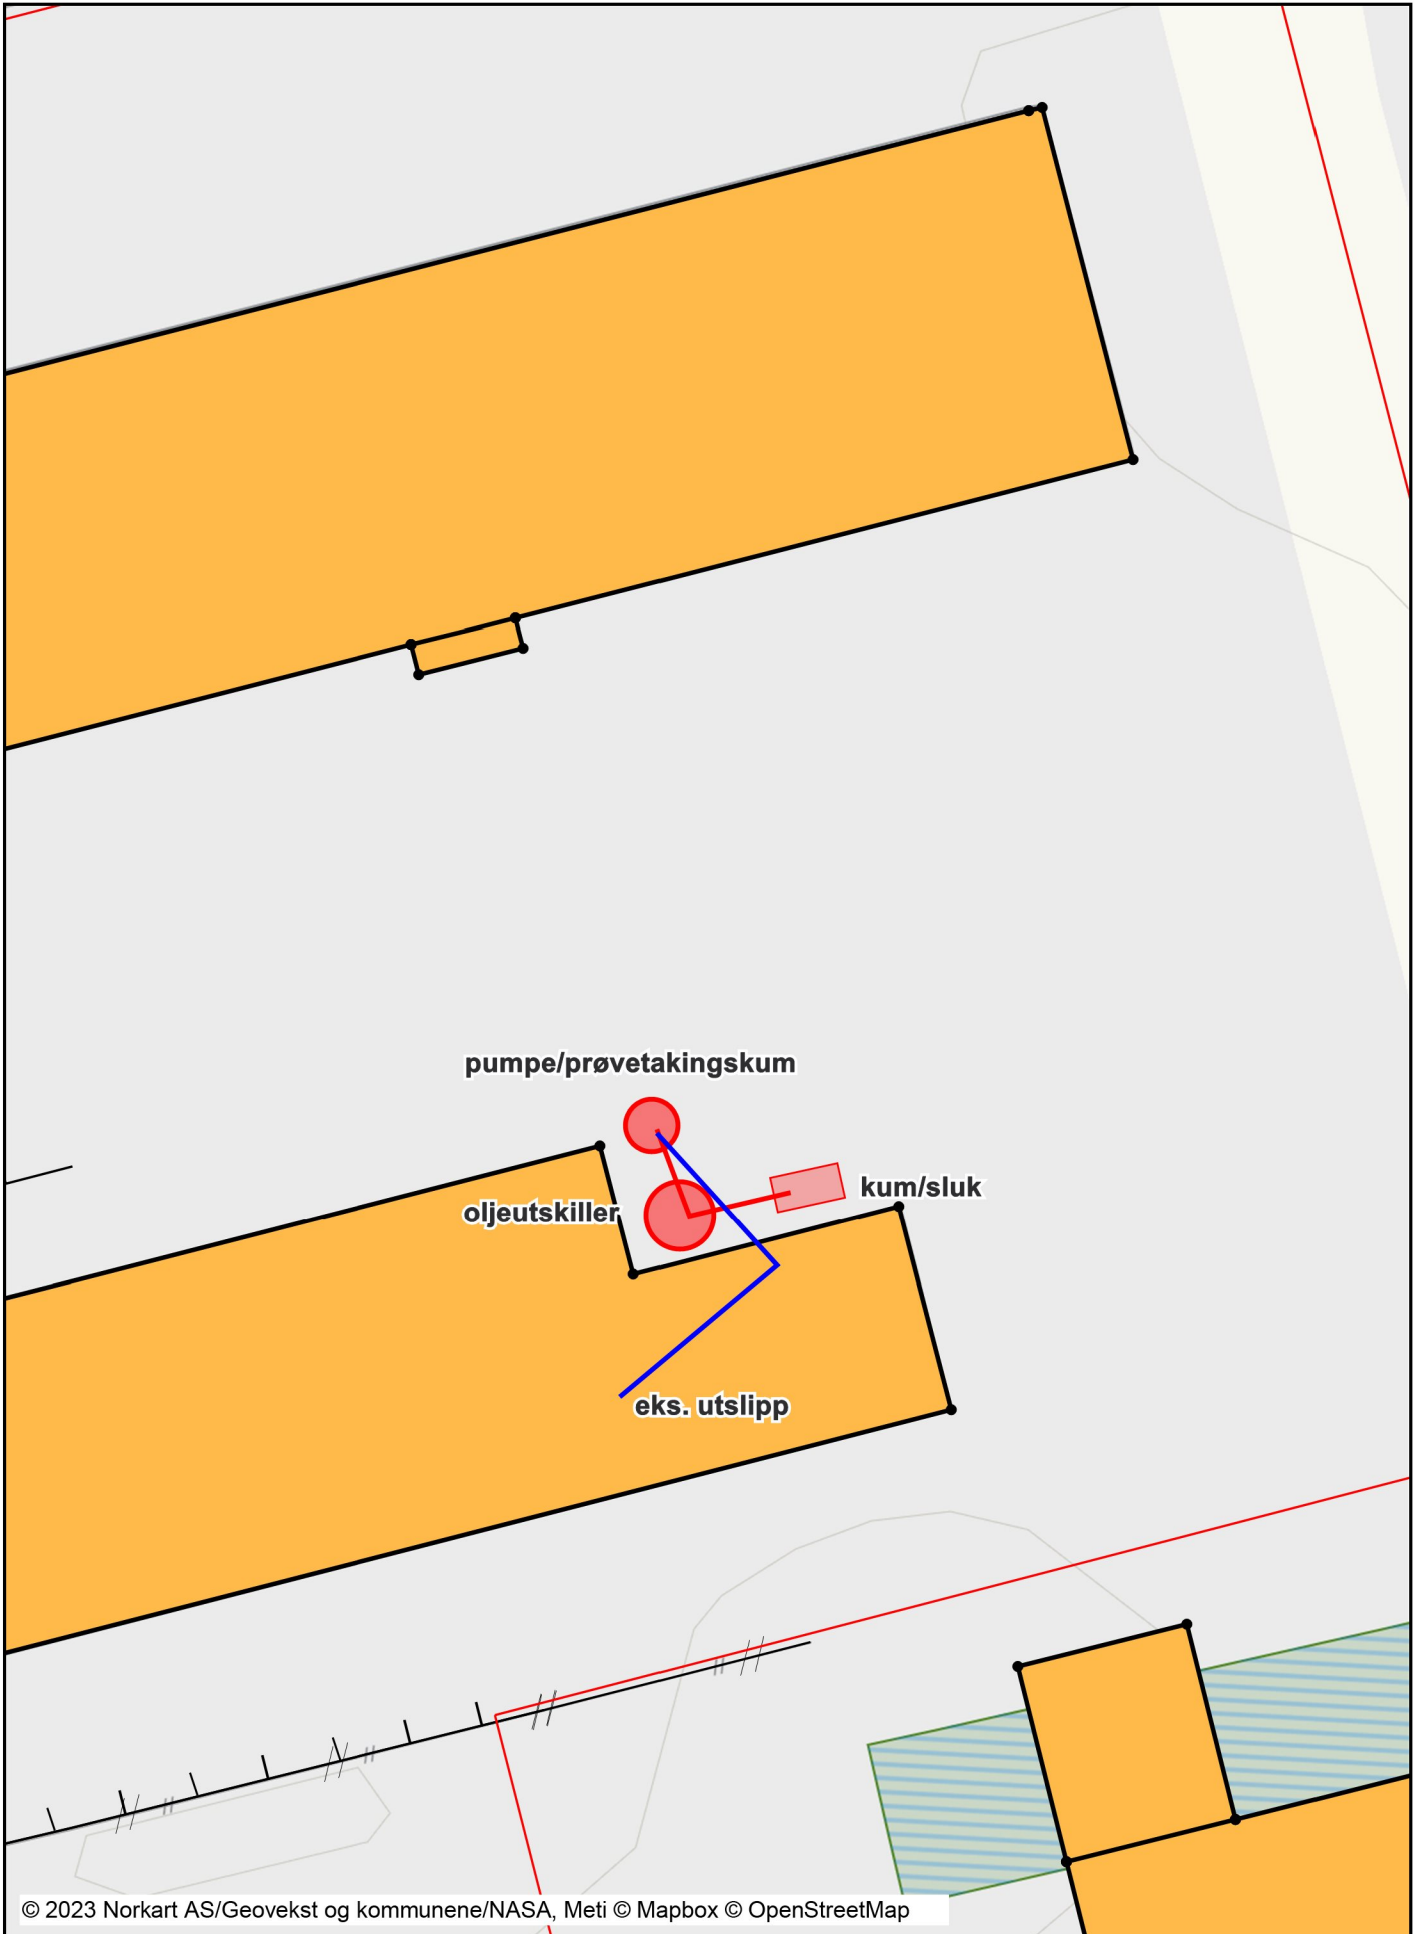 pumpe/prøvetakingskum
kum/sluk
oljeutskiller
eks. utslipp
© 2023 Norkart AS/Geovekst og kommunene/NASA, Meti © Mapbox © OpenStreetMap